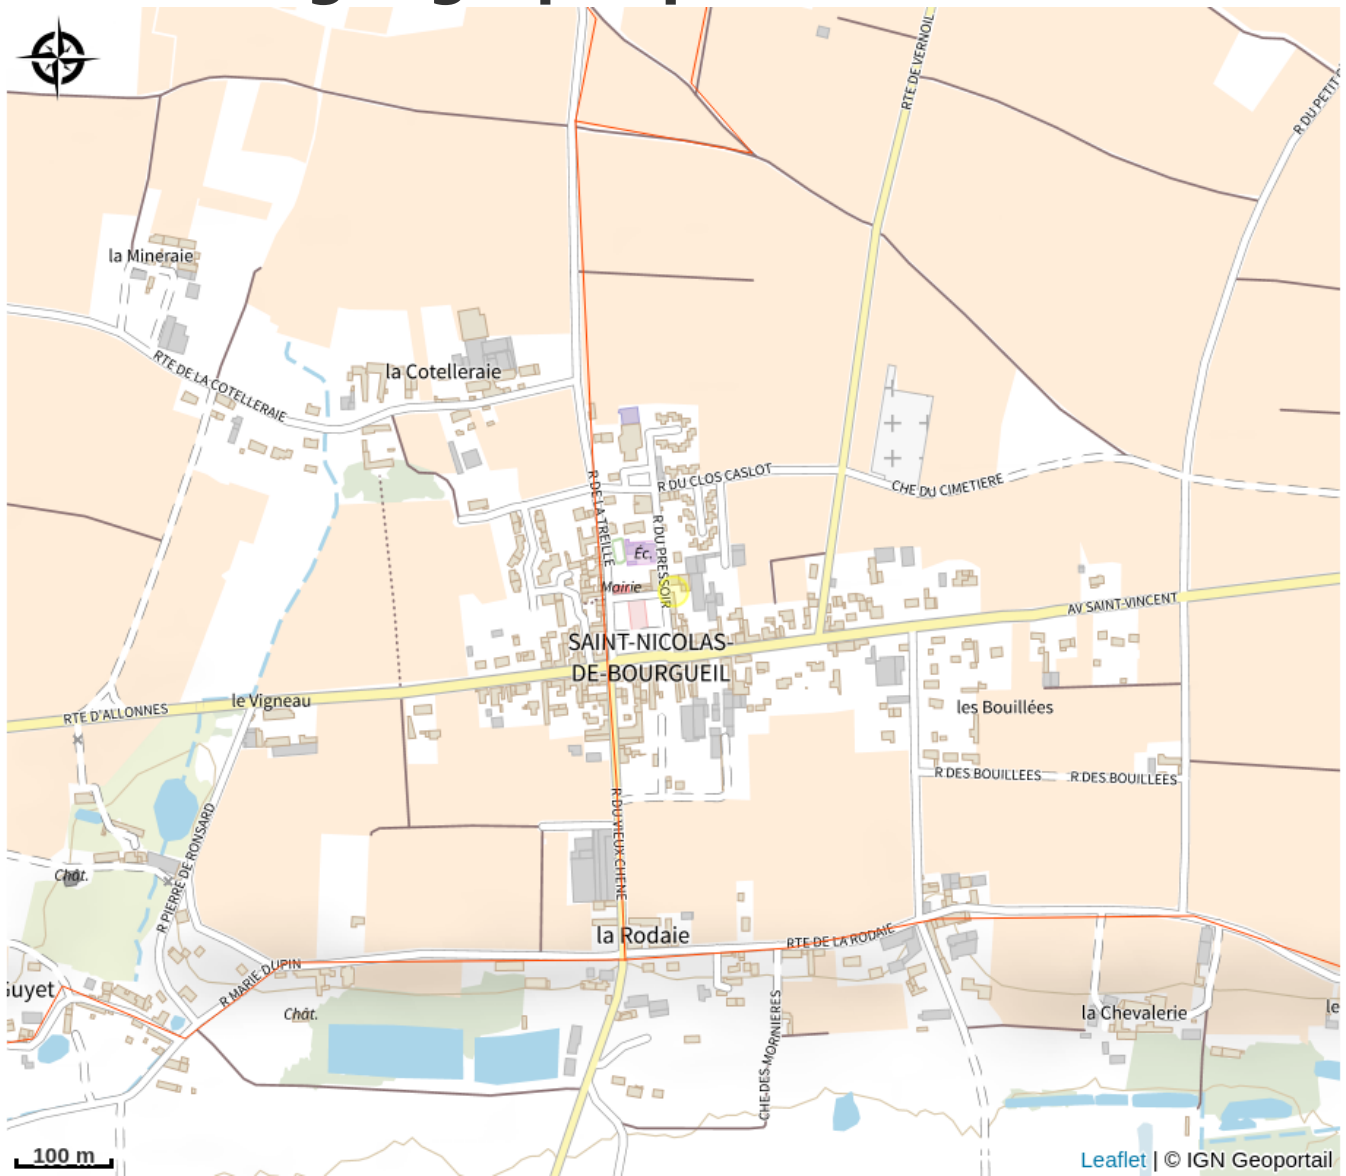 RTE DE VERNOIL
R DU PETIT
la Mineraie
RTE DE LA COTELLERAIE
la Cotelleraie
R DE LA TREILLE
R DU CLOS CASLOT
CHE DU CIMETIERE
R DU PRESSOIR
Éc.
Mairie
AV SAINT-VINCENT
SAINT-NICOLAS-
DE-BOURGUEIL
le Vigneau
RTE D'ALLONNES
les Bouillées
R DES BOUILLEES
R DES BOUILLEES
R DU VIEUX CHENE
R PIERRE DE RONSARD
Chât.
la Rodaie
RTE DE LA RODAIE
R MARIE DUPIN
Guyet
Chât.
la Chevalerie
le
CHE DES MORINIERES
100 m
Leaflet | © IGN Geoportail